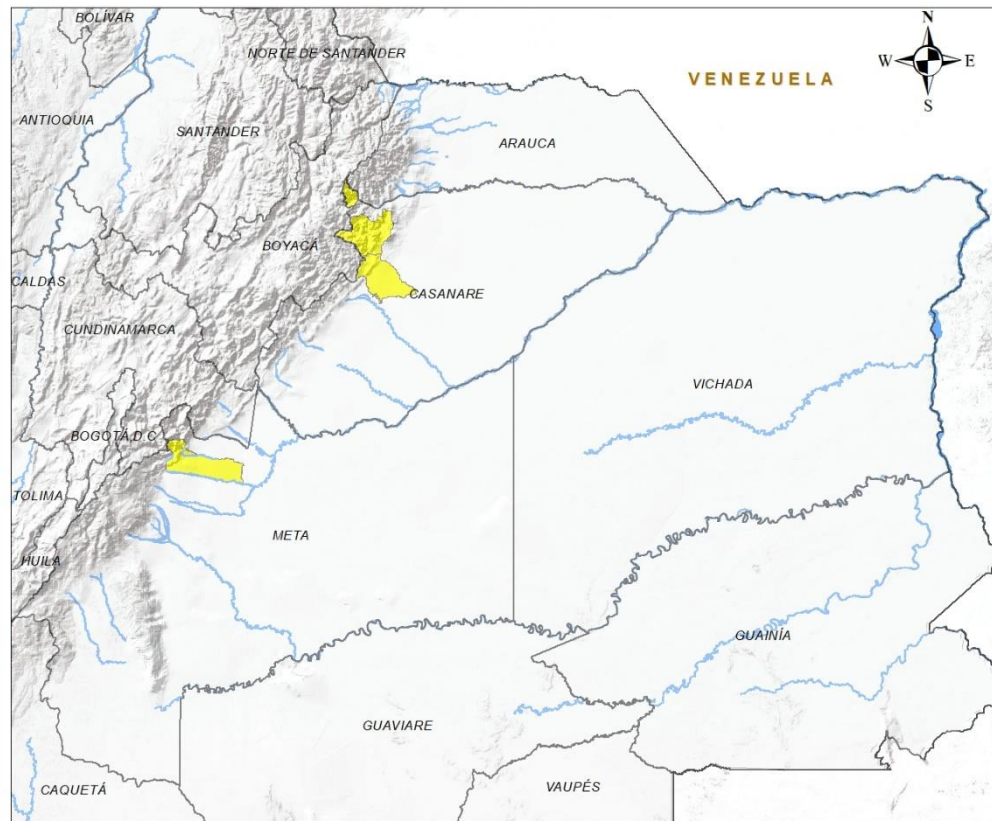 BOLÍVAR
N
NORTE DE SANTANDER
W
E
VENEZUELA
S
ANTIOQUIA
SANTANDER
ARAUCA
BOYACÁ
CALDAS
CASANARE
CUNDINAMARCA
VICHADA
BOGOTÁ,D.C
TOLIMA
META
HUILA
GUAINÍA
GUAVIARE
CAQUETÁ
VAUPÉS